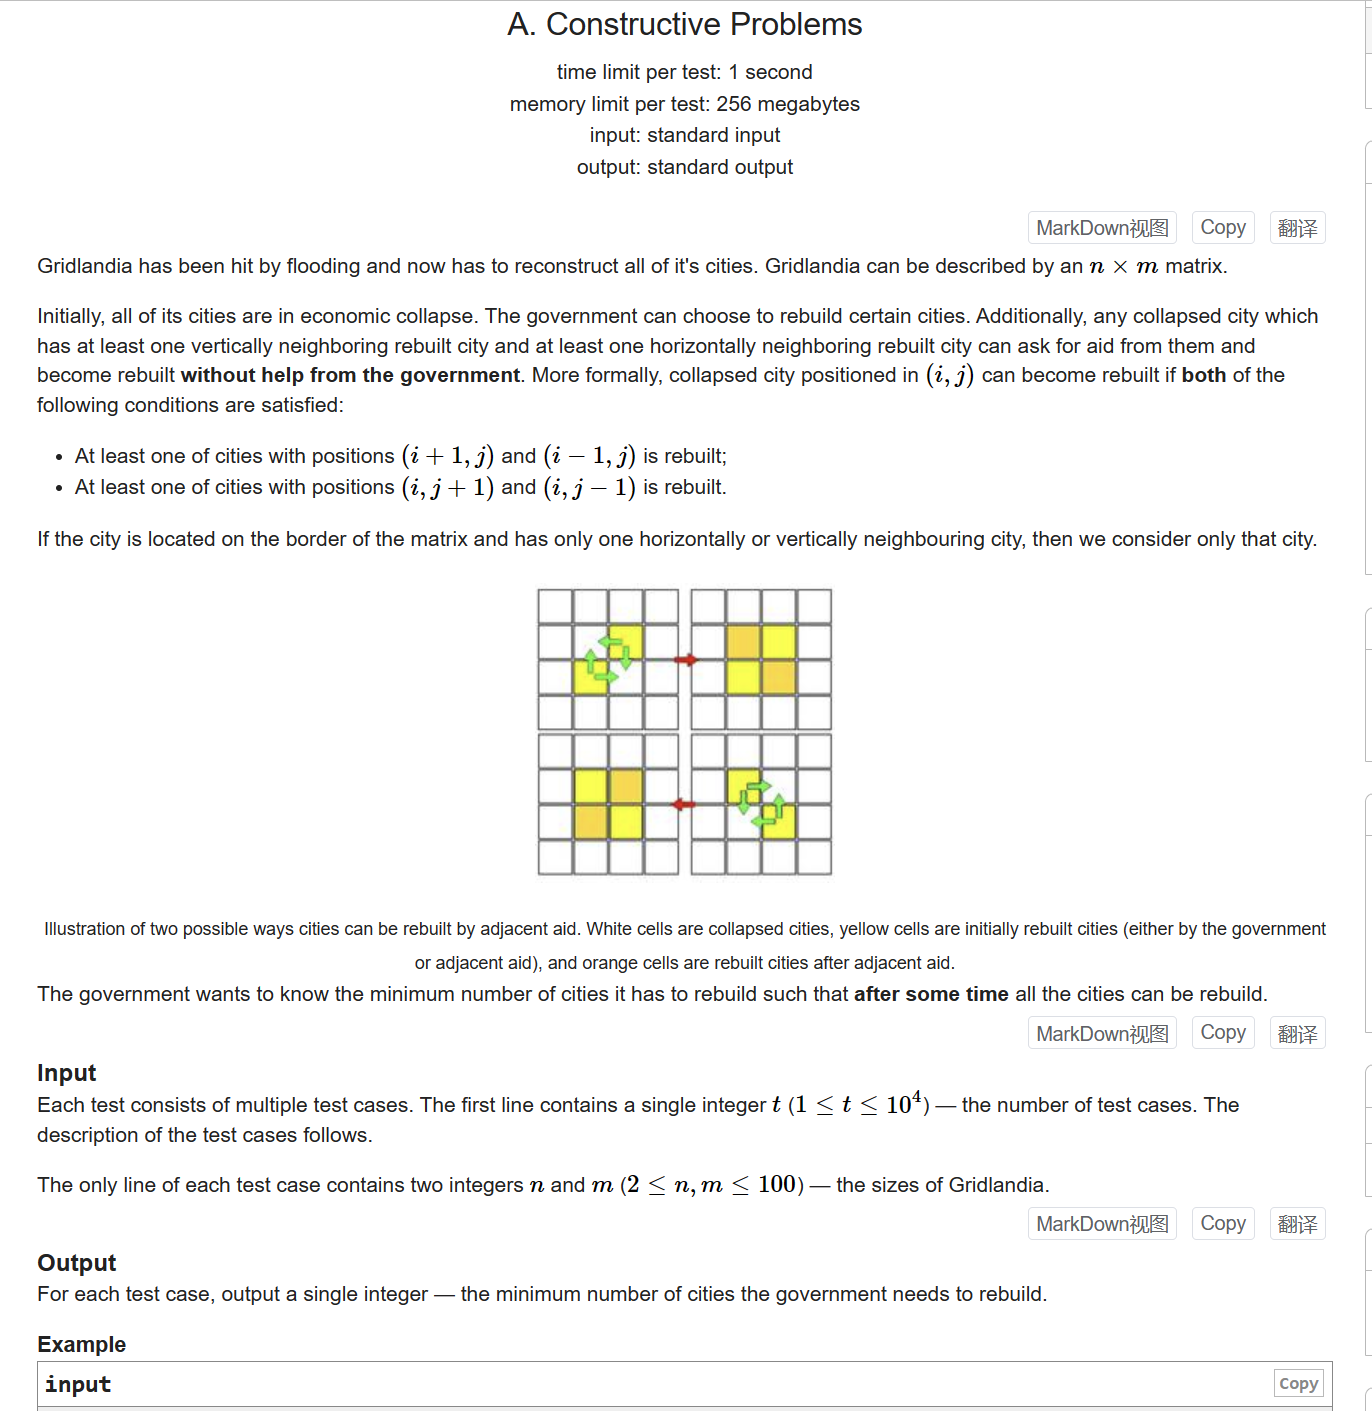 A. Constructive Problems
time limit per test: 1 second
memory limit per test: 256 megabytes
input: standard input
output: standard output
MarkDown视图 Copy 翻译
Gridlandia has been hit by flooding and now has to reconstruct all of it's cities. Gridlandia can be described by an n × m matrix.
Initially, all of its cities are in economic collapse. The government can choose to rebuild certain cities. Additionally, any collapsed city which
has at least one vertically neighboring rebuilt city and at least one horizontally neighboring rebuilt city can ask for aid from them and
become rebuilt without help from the government. More formally, collapsed city positioned in (i, j) can become rebuilt if both of the
following conditions are satisfied:
• At least one of cities with positions (i + 1, j) and (i − 1, j) is rebuilt;
• At least one of cities with positions (i, j + 1) and (i, j − 1) is rebuilt.
If the city is located on the border of the matrix and has only one horizontally or vertically neighbouring city, then we consider only that city.
Illustration of two possible ways cities can be rebuilt by adjacent aid. White cells are collapsed cities, yellow cells are initially rebuilt cities (either by the government
or adjacent aid), and orange cells are rebuilt cities after adjacent aid.
The government wants to know the minimum number of cities it has to rebuild such that after some time all the cities can be rebuild.
MarkDown视图 Copy 翻译
Input
Each test consists of multiple test cases. The first line contains a single integer t (1 ≤ t ≤ 10⁴) — the number of test cases. The
description of the test cases follows.
The only line of each test case contains two integers n and m (2 ≤ n, m ≤ 100) — the sizes of Gridlandia.
MarkDown视图 Copy 翻译
Output
For each test case, output a single integer — the minimum number of cities the government needs to rebuild.
Example
input Copy